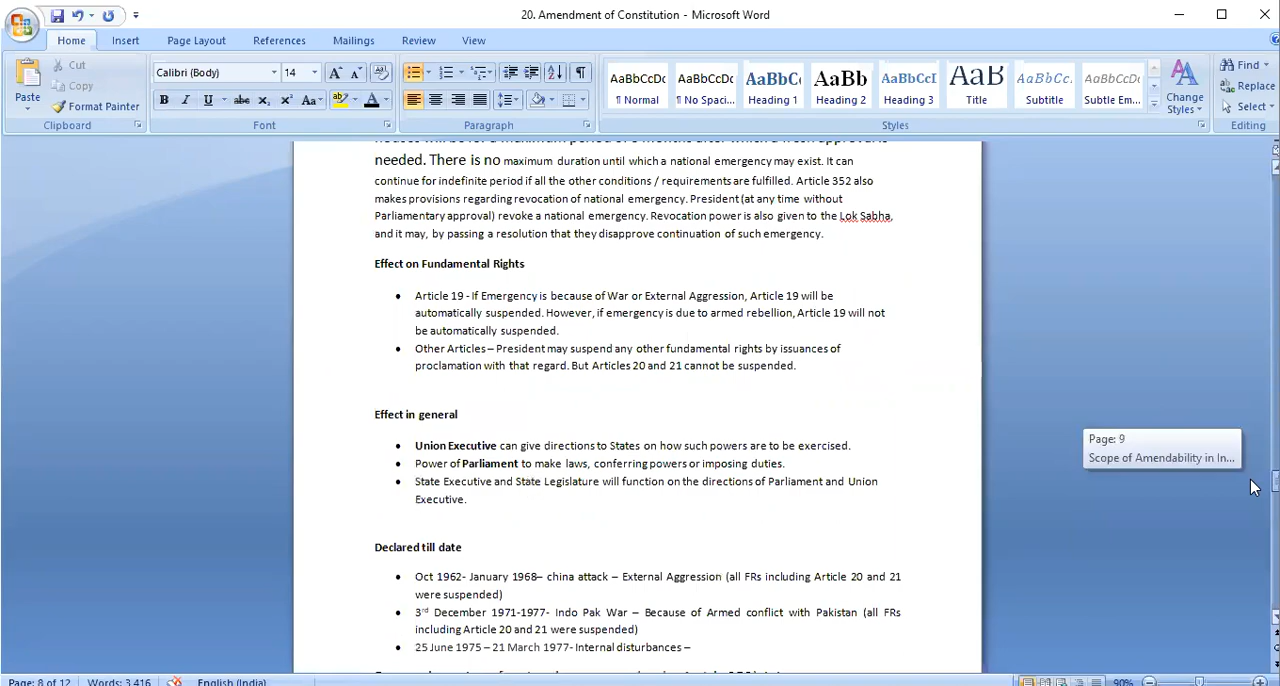 20. Amendment of Constitution - Microsoft Word
Home Insert Page Layout References Mailings Review View
Cut
Copy
Format Painter
Paste
Calibri (Body) 14
B I U abc X₂ X² Aa A
AaBbCcDc AaBbCcDc AaBbC( AaBb AaBbCcI AaB AaBbCc. AaBbCcDc
¶ Normal ¶ No Spaci... Heading 1 Heading 2 Heading 3 Title Subtitle Subtle Em...
Change Styles
Find
Replace
Select
Clipboard Font Paragraph Styles Editing
needed. There is no maximum duration until which a national emergency may exist. It can
continue for indefinite period if all the other conditions / requirements are fulfilled. Article 352 also
makes provisions regarding revocation of national emergency. President (at any time without
Parliamentary approval) revoke a national emergency. Revocation power is also given to the Lok Sabha,
and it may, by passing a resolution that they disapprove continuation of such emergency.
Effect on Fundamental Rights
• Article 19 - If Emergency is because of War or External Aggression, Article 19 will be
automatically suspended. However, if emergency is due to armed rebellion, Article 19 will not
be automatically suspended.
• Other Articles – President may suspend any other fundamental rights by issuances of
proclamation with that regard. But Articles 20 and 21 cannot be suspended.
Effect in general
• Union Executive can give directions to States on how such powers are to be exercised.
• Power of Parliament to make laws, conferring powers or imposing duties.
• State Executive and State Legislature will function on the directions of Parliament and Union
Executive.
Declared till date
• Oct 1962- January 1968– china attack – External Aggression (all FRs including Article 20 and 21
were suspended)
• 3rd December 1971-1977- Indo Pak War – Because of Armed conflict with Pakistan (all FRs
including Article 20 and 21 were suspended)
• 25 June 1975 – 21 March 1977- Internal disturbances –
Page: 9
Scope of Amendability in In...
Page: 8 of 12 Words: 3,416 English (India) 90%